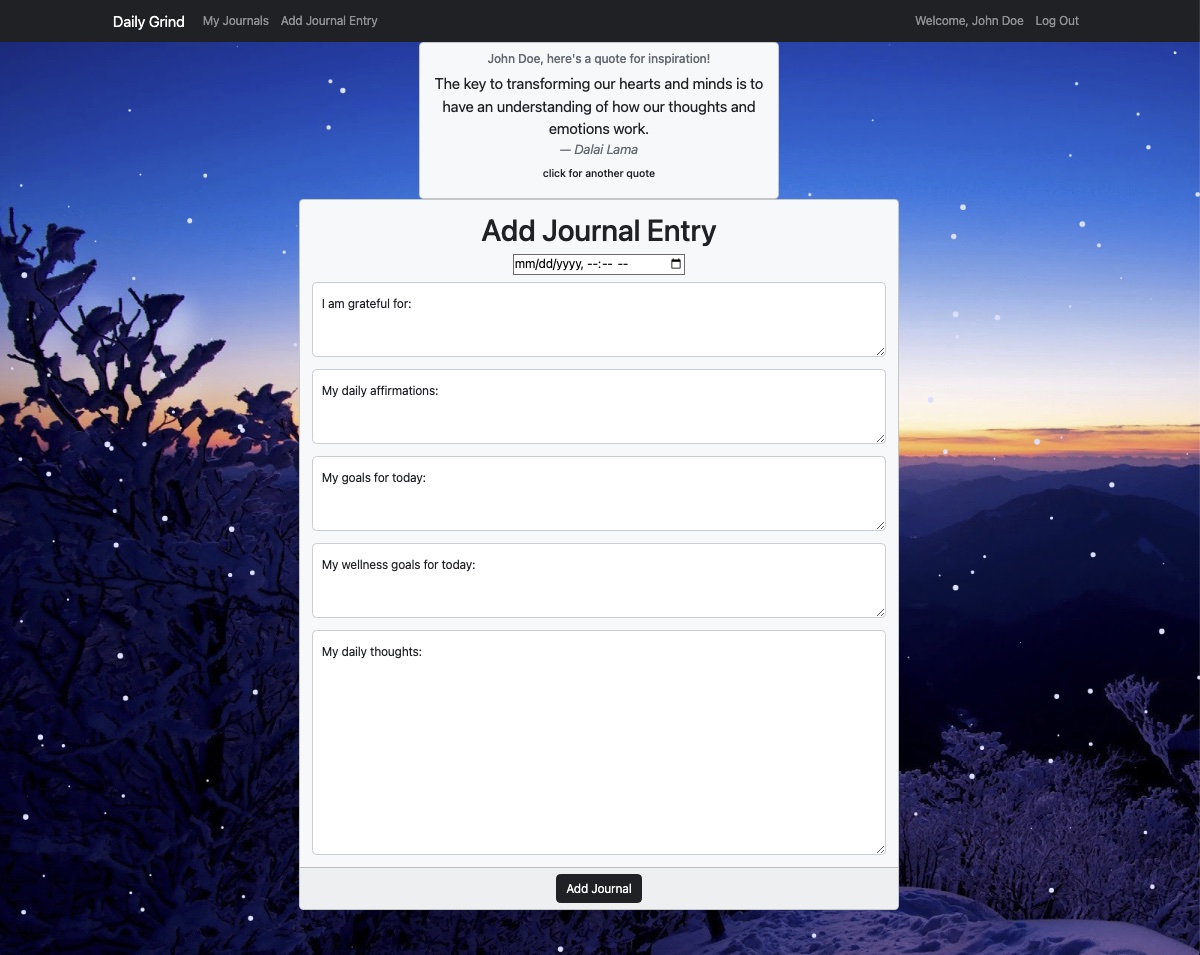 Daily Grind My Journals Add Journal Entry Welcome, John Doe Log Out
John Doe, here's a quote for inspiration!
The key to transforming our hearts and minds is to
have an understanding of how our thoughts and
emotions work.
— Dalai Lama
click for another quote
Add Journal Entry
mm/dd/yyyy, --:-- --
I am grateful for:
My daily affirmations:
My goals for today:
My wellness goals for today:
My daily thoughts:
Add Journal